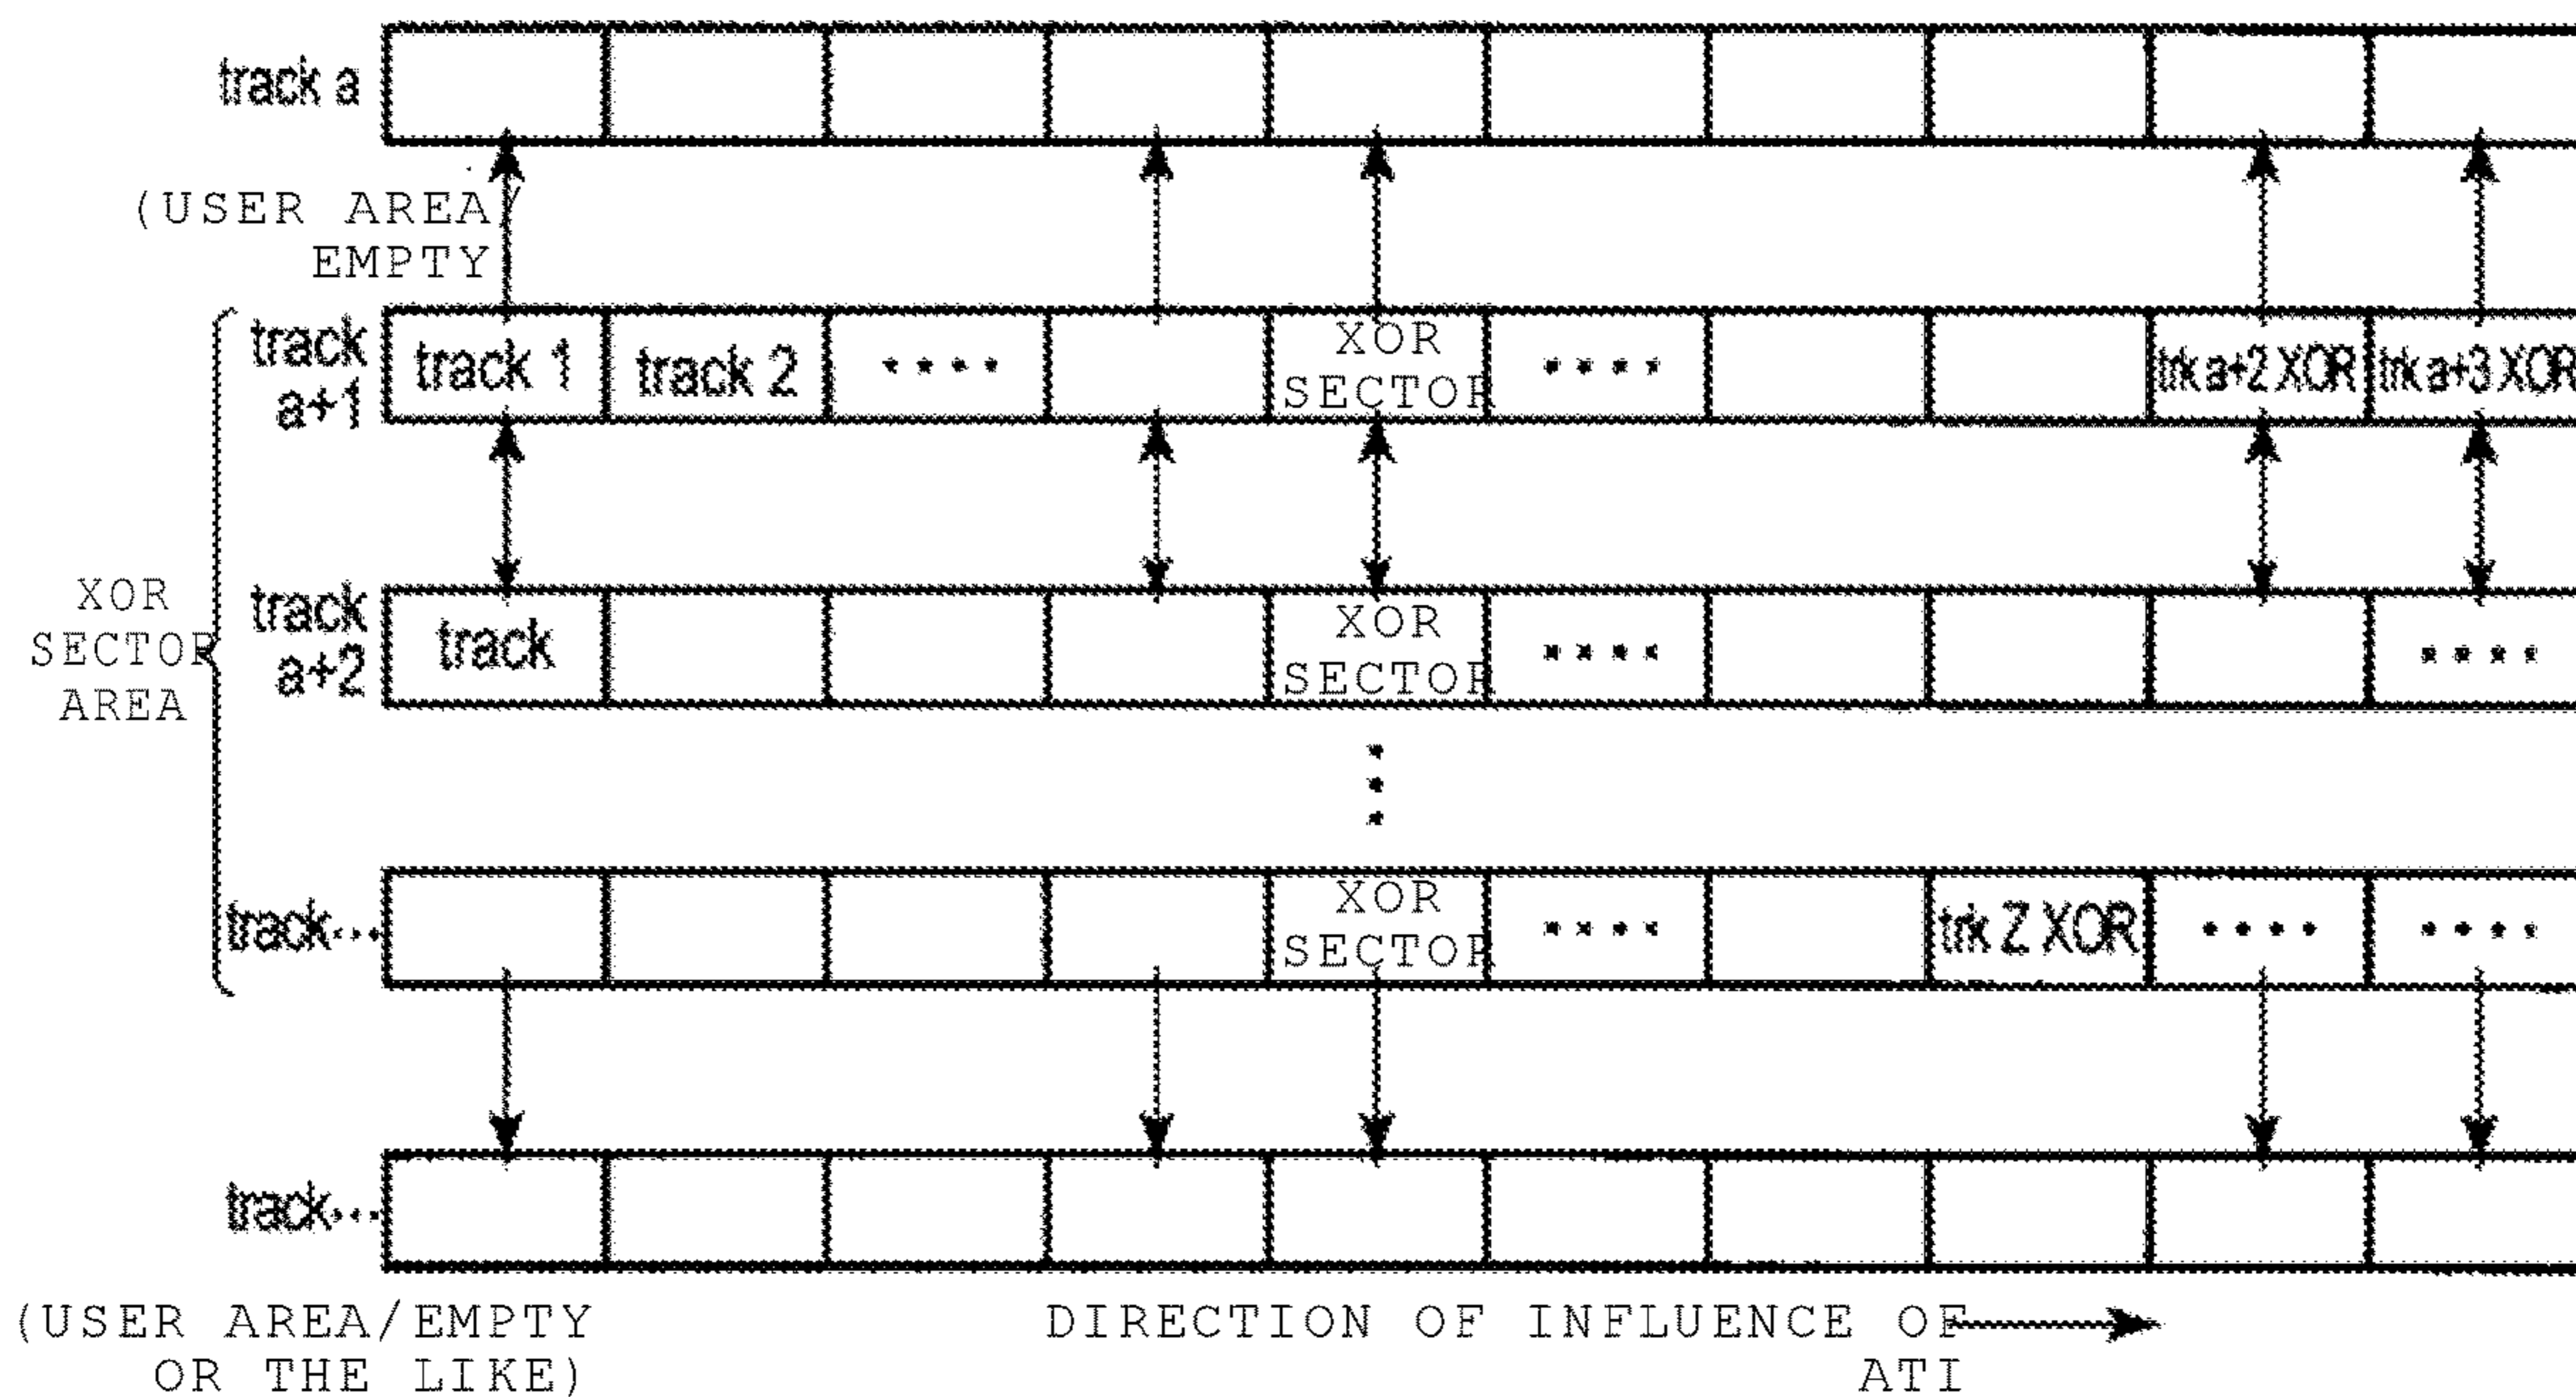 track a
(USER AREA/
EMPTY
track
a+1
track 1
track 2
....
XOR
SECTOR
....
trk a+2 XOR
trk a+3 XOR
XOR
SECTOR
AREA
track
a+2
track
XOR
SECTOR
....
....
track...
XOR
SECTOR
....
trk Z XOR
....
....
track...
(USER AREA/EMPTY
OR THE LIKE)
DIRECTION OF INFLUENCE OF
ATI